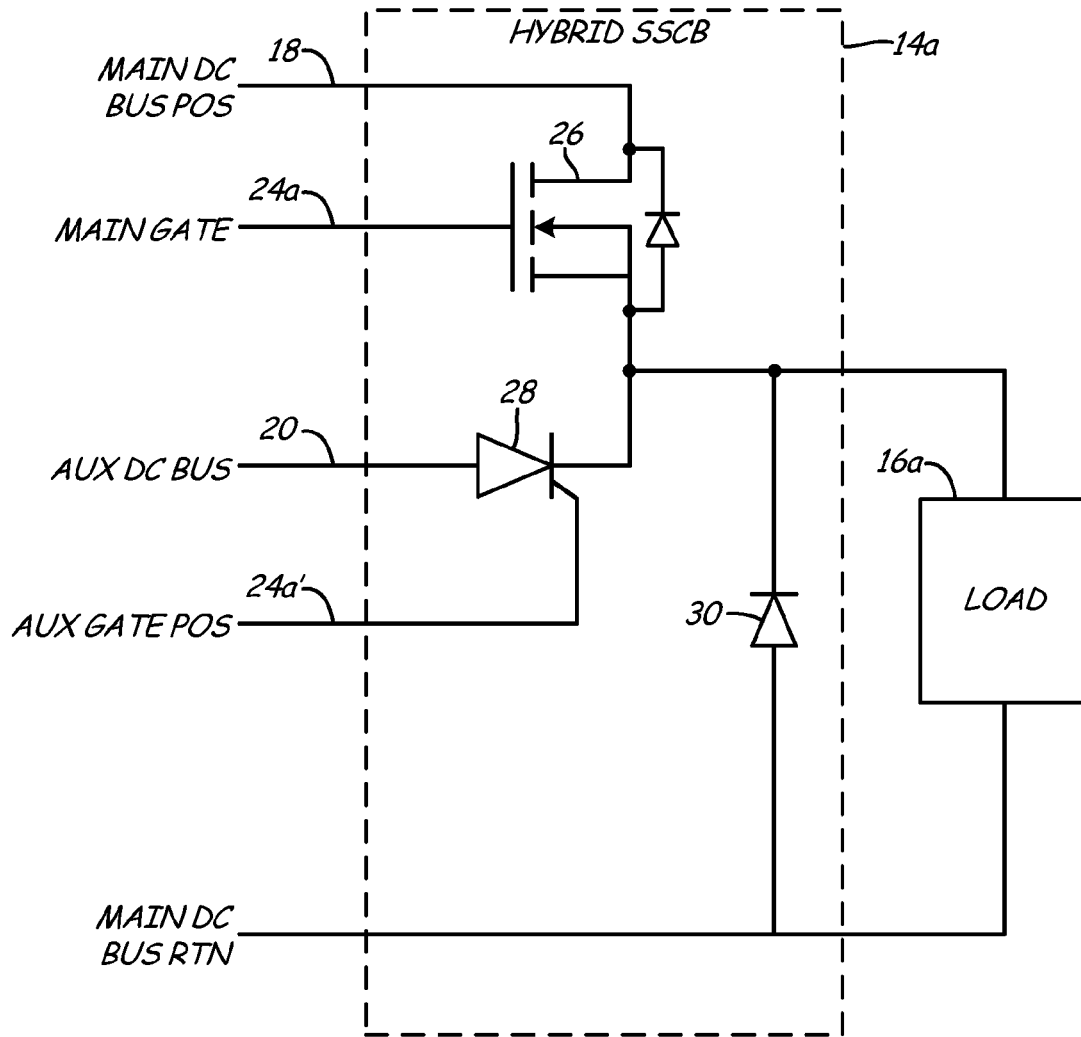 HYBRID SSCB
14a
18
MAIN DC
BUS POS
26
24a
MAIN GATE
28
20
AUX DC BUS
16a
24a'
AUX GATE POS
30
LOAD
MAIN DC
BUS RTN